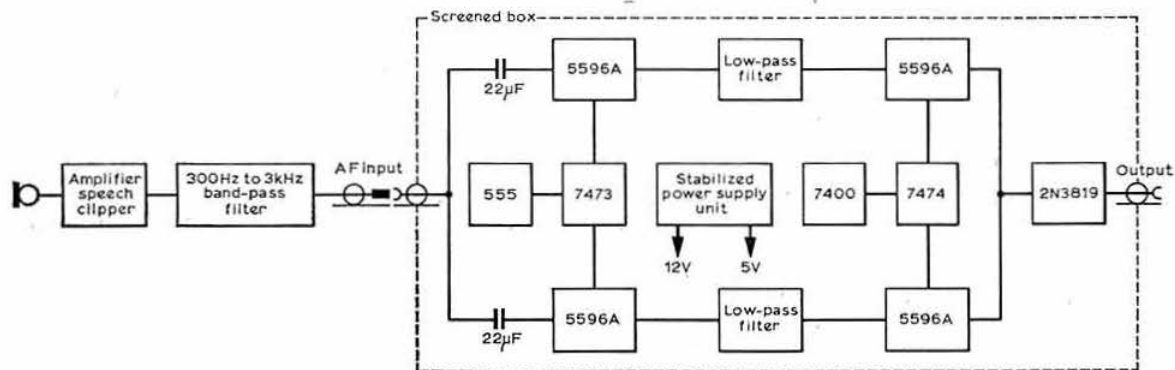 Screened box
5596A
Low-pass
filter
5596A
22µF
AF input
Amplifier
speech
clipper
300Hz to 3kHz
band-pass
filter
555
7473
Stabilized
power supply
unit
7400
7474
2N3819
Output
12V
5V
5596A
Low-pass
filter
5596A
22µF